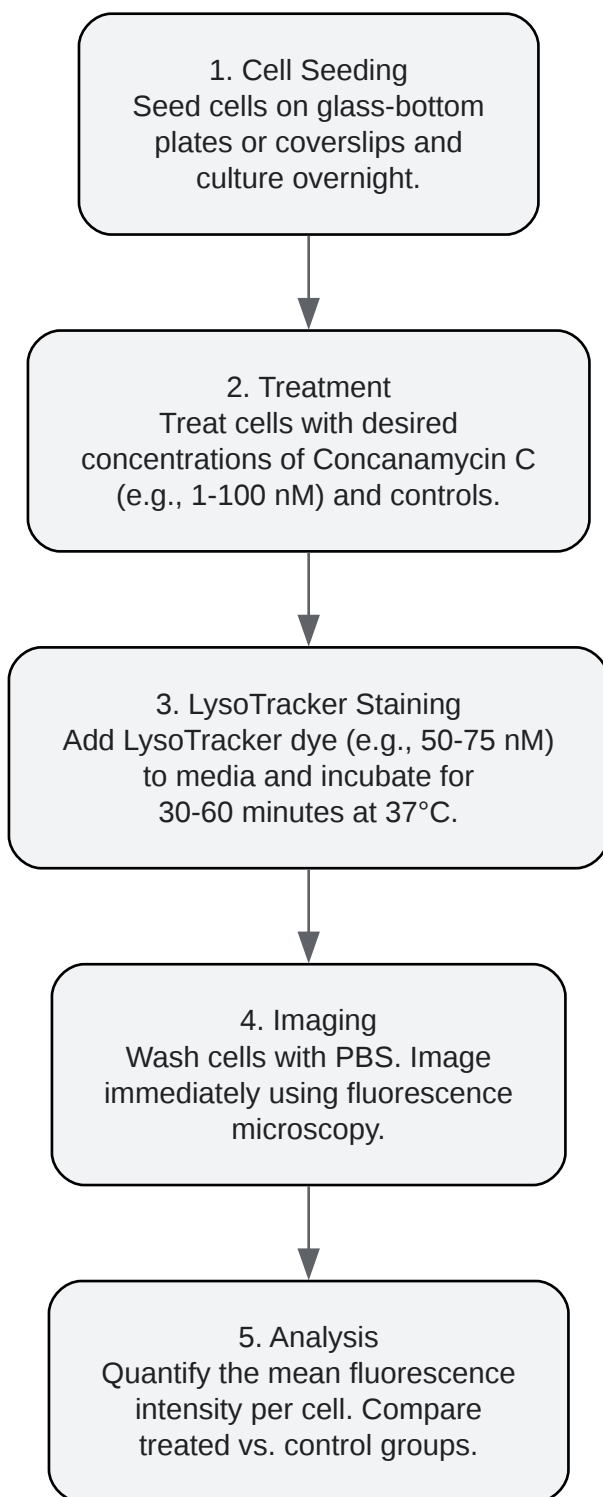 1. Cell Seeding
Seed cells on glass-bottom
plates or coverslips and
culture overnight.
2. Treatment
Treat cells with desired
concentrations of Concanamycin C
(e.g., 1-100 nM) and controls.
3. LysoTracker Staining
Add LysoTracker dye (e.g., 50-75 nM)
to media and incubate for
30-60 minutes at 37°C.
4. Imaging
Wash cells with PBS. Image
immediately using fluorescence
microscopy.
5. Analysis
Quantify the mean fluorescence
intensity per cell. Compare
treated vs. control groups.